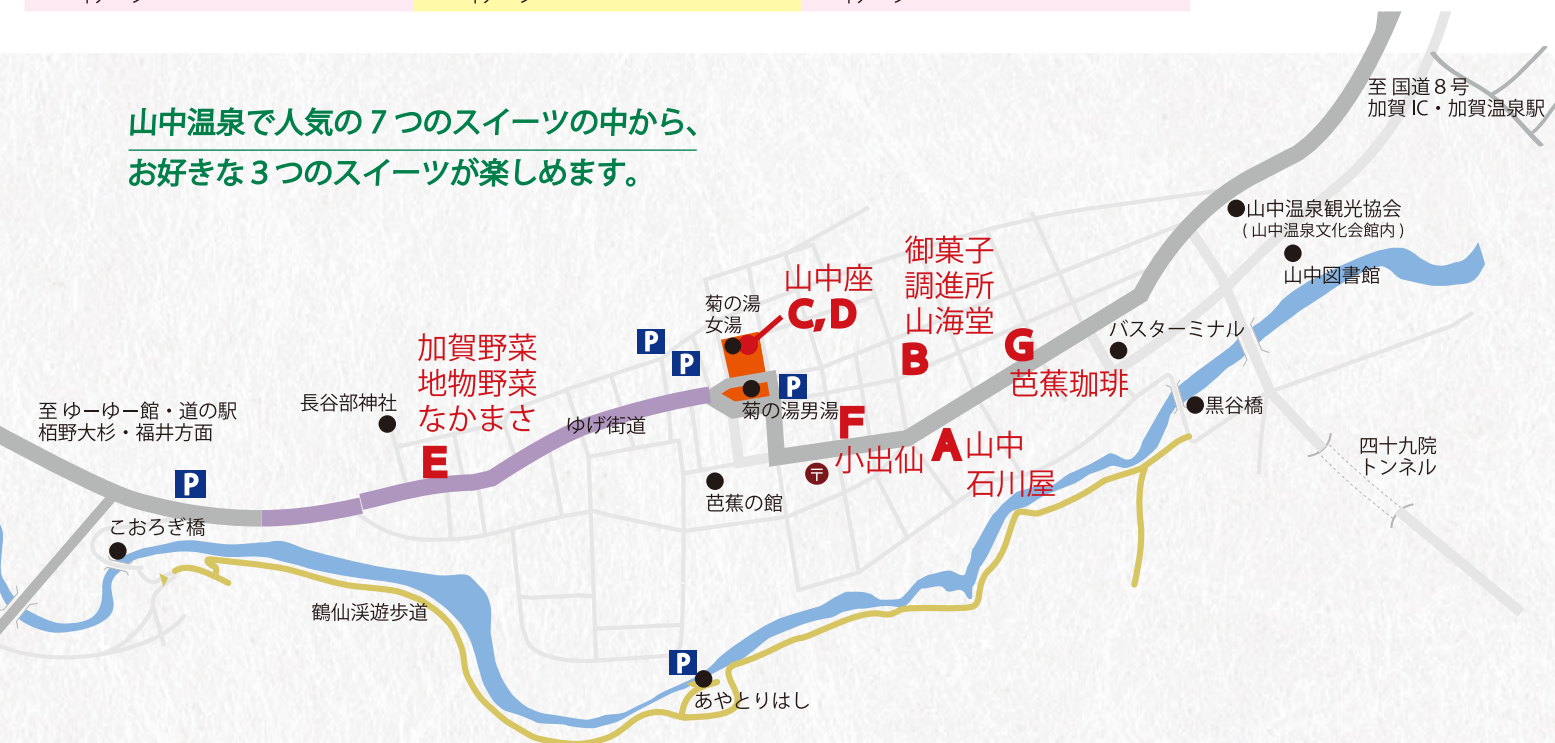 山中温泉で人気の７つのスイーツの中から、
お好きな３つのスイーツが楽しめます。
至 国道８号
加賀 IC・加賀温泉駅
山中温泉観光協会
( 山中温泉文化会館内 )
山中図書館
御菓子
調進所
山海堂
B
山中座
C,D
菊の湯
女湯
P
P
P
菊の湯男湯
G
芭蕉珈琲
バスターミナル
加賀野菜
地物野菜
なかまさ
E
長谷部神社
ゆげ街道
至 ゆーゆー館・道の駅
栢野大杉・福井方面
P
F
小出仙
〒
A
山中
石川屋
黒谷橋
四十九院
トンネル
芭蕉の館
こおろぎ橋
鶴仙渓遊歩道
P
あやとりはし